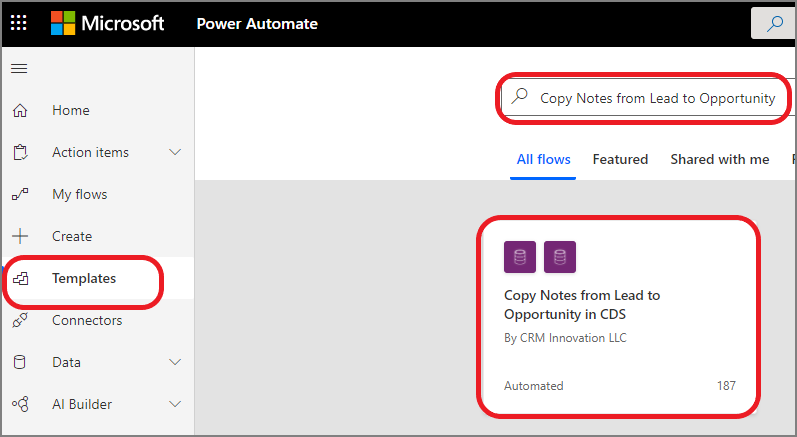 Microsoft Power Automate
Home
Action items
My flows
Create
Templates
Connectors
Data
AI Builder
Copy Notes from Lead to Opportunity
All flows Featured Shared with me
Copy Notes from Lead to
Opportunity in CDS
By CRM Innovation LLC
Automated 187